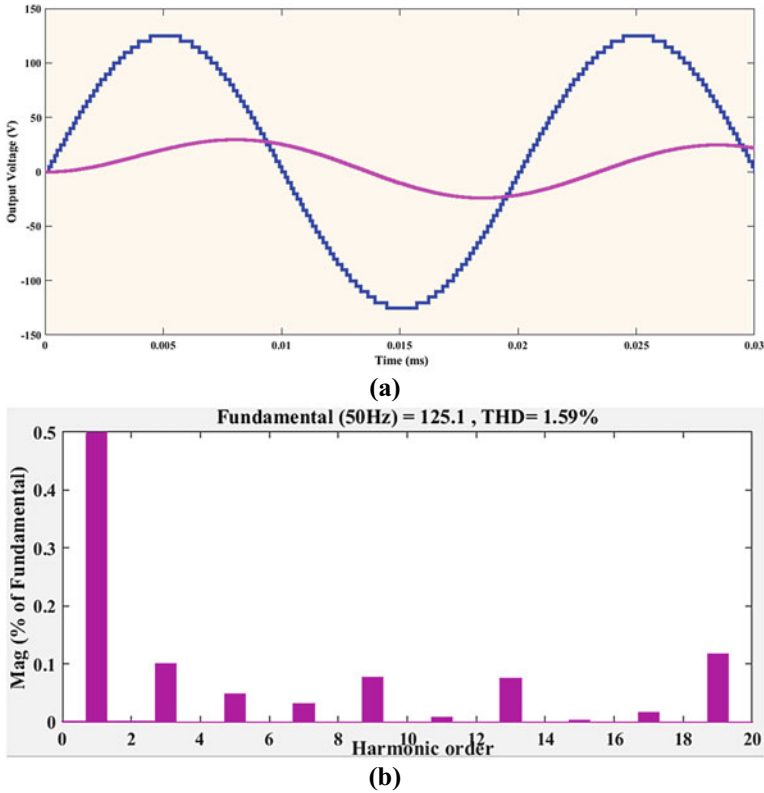 150
100
50
0
-50
-100
-150
Output Voltage (V)
0 0.005 0.01 0.015 0.02 0.025 0.03
Time (ms)
(a)
Fundamental (50Hz) = 125.1 , THD= 1.59%
0.5
0.4
0.3
0.2
0.1
0
Mag (% of Fundamental)
0 2 4 6 8 10 12 14 16 18 20
Harmonic order
(b)